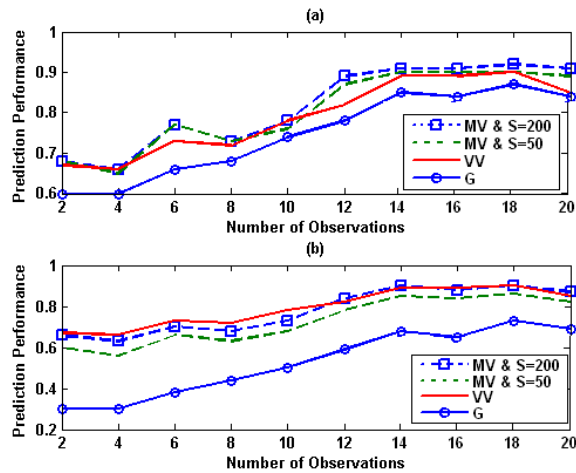 (a)
Prediction Performance
1
0.9
0.8
0.7
0.6
2 4 6 8 10 12 14 16 18 20
Number of Observations
MV & S=200
MV & S=50
VV
G
(b)
Prediction Performance
1
0.8
0.6
0.4
0.2
2 4 6 8 10 12 14 16 18 20
Number of Observations
MV & S=200
MV & S=50
VV
G